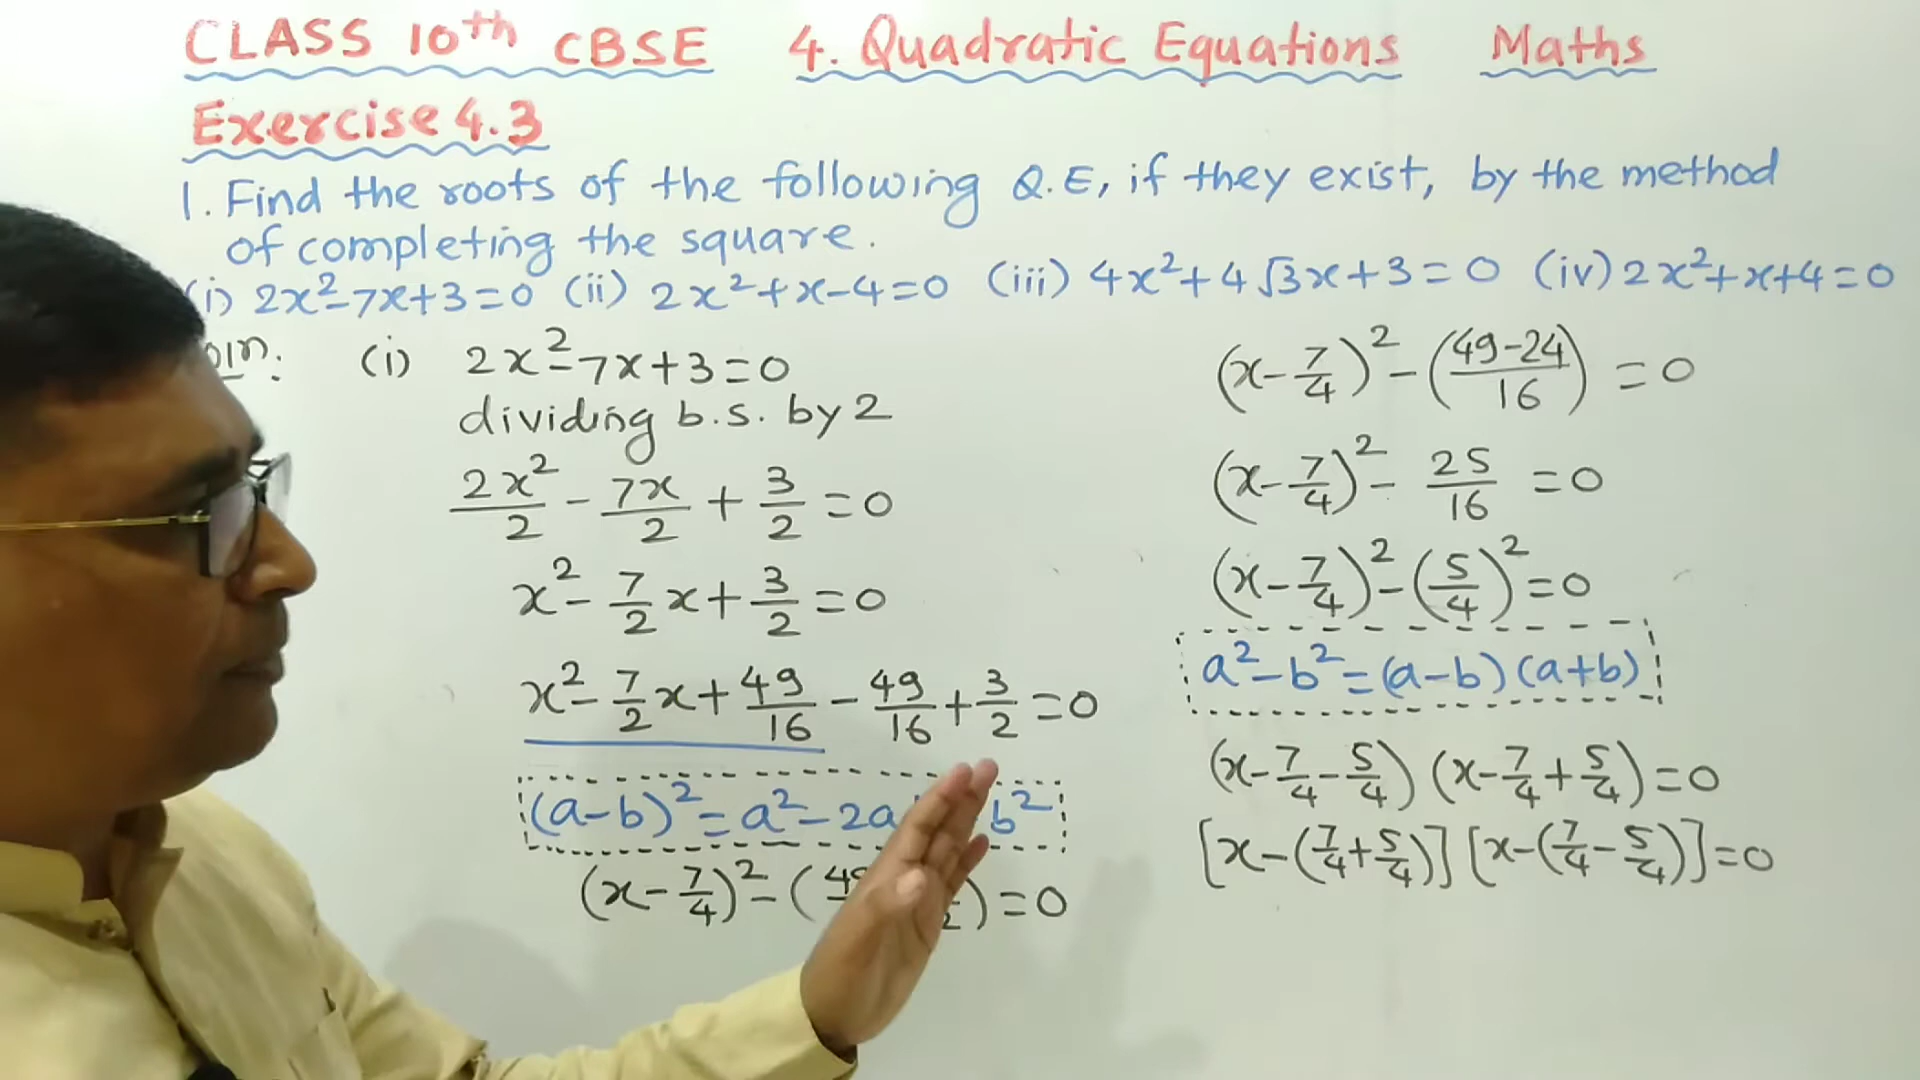 CLASS 10th CBSE 4. Quadratic Equations Maths
Exercise 4.3
1. Find the roots of the following Q.E, if they exist, by the method
of completing the square.
(i) 2x²-7x+3=0 (ii) 2x²+x-4=0 (iii) 4x²+4√3x+3=0 (iv) 2x²+x+4=0
(i) 2x²-7x+3=0
dividing b.s. by 2
2x²/2 - 7x/2 + 3/2 = 0
x² - 7/2 x + 3/2 = 0
x² - 7/2 x + 49/16 - 49/16 + 3/2 = 0
(a-b)² = a² - 2a b²
(x - 7/4)² - (49 2) = 0
(x - 7/4)² - (49-24/16) = 0
(x - 7/4)² - 25/16 = 0
(x - 7/4)² - (5/4)² = 0
a² - b² = (a-b) (a+b)
(x - 7/4 - 5/4) (x - 7/4 + 5/4) = 0
[x - (7/4 + 5/4)] [x - (7/4 - 5/4)] = 0